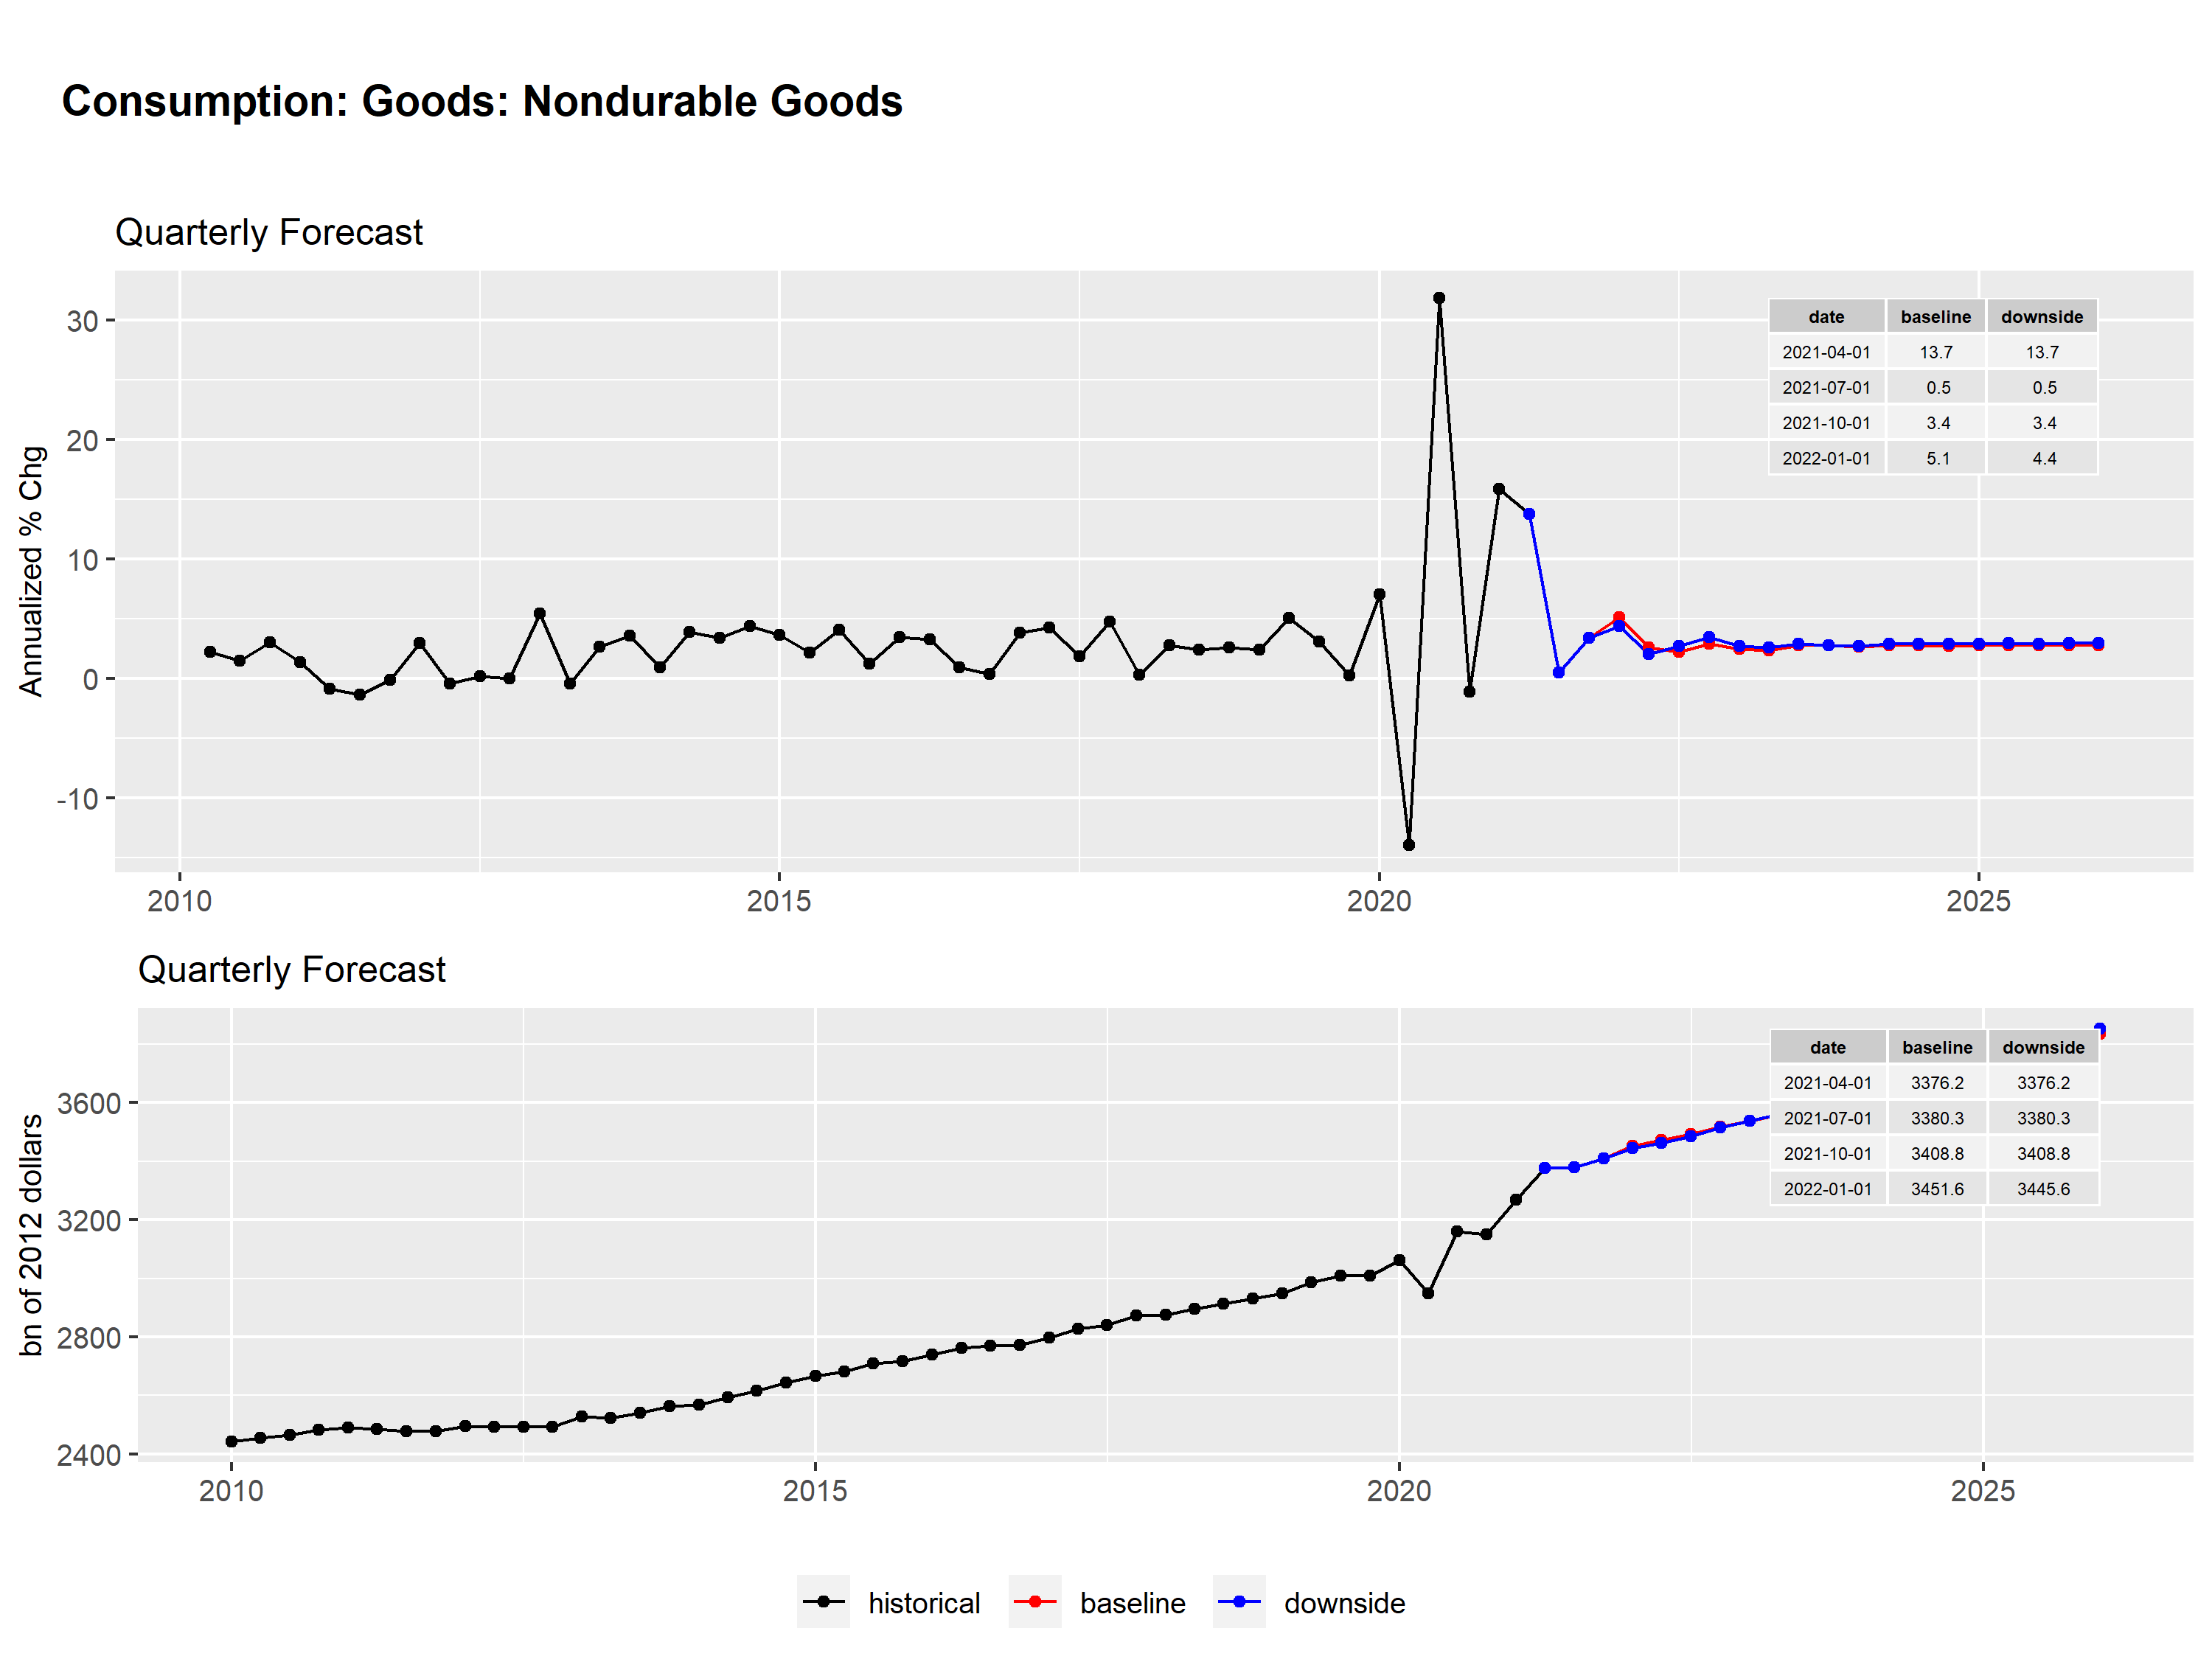 Consumption: Goods: Nondurable Goods
Quarterly Forecast
Annualized % Chg
30
20
10
0
-10
date baseline downside
2021-04-01 13.7 13.7
2021-07-01 0.5 0.5
2021-10-01 3.4 3.4
2022-01-01 5.1 4.4
2010 2015 2020 2025
Quarterly Forecast
bn of 2012 dollars
3600
3200
2800
2400
date baseline downside
2021-04-01 3376.2 3376.2
2021-07-01 3380.3 3380.3
2021-10-01 3408.8 3408.8
2022-01-01 3451.6 3445.6
2010 2015 2020 2025
historical baseline downside